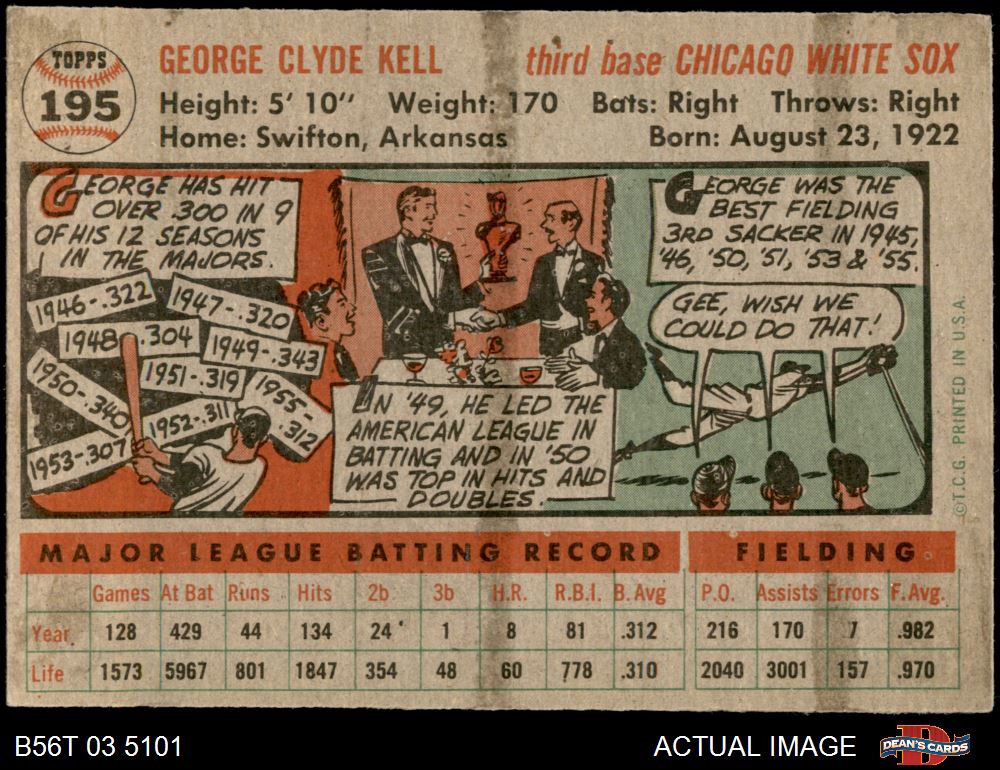 TOPPS
195
GEORGE CLYDE KELL third base CHICAGO WHITE SOX
Height: 5' 10" Weight: 170 Bats: Right Throws: Right
Home: Swifton, Arkansas Born: August 23, 1922
GEORGE HAS HIT
OVER .300 IN 9
OF HIS 12 SEASONS
IN THE MAJORS.
1946-.322
1947-.320
1948-.304
1949-.343
1950-.340
1951-.319
1952-.311
1953-.307
1955-
.312
IN '49, HE LED THE
AMERICAN LEAGUE IN
BATTING AND IN '50
WAS TOP IN HITS AND
DOUBLES.
GEORGE WAS THE
BEST FIELDING
3RD SACKER IN 1945,
'46, '50, '51, '53 & '55.
GEE, WISH WE
COULD DO THAT!
©T.C.G. PRINTED IN U.S.A.
MAJOR LEAGUE BATTING RECORD FIELDING
Games At Bat Runs Hits 2b 3b H.R. R.B.I. B. Avg P.O. Assists Errors F. Avg.
Year 128 429 44 134 24 1 8 81 .312 216 170 7 .982
Life 1573 5967 801 1847 354 48 60 778 .310 2040 3001 157 .970
B56T 03 5101 ACTUAL IMAGE DEAN'S CARDS